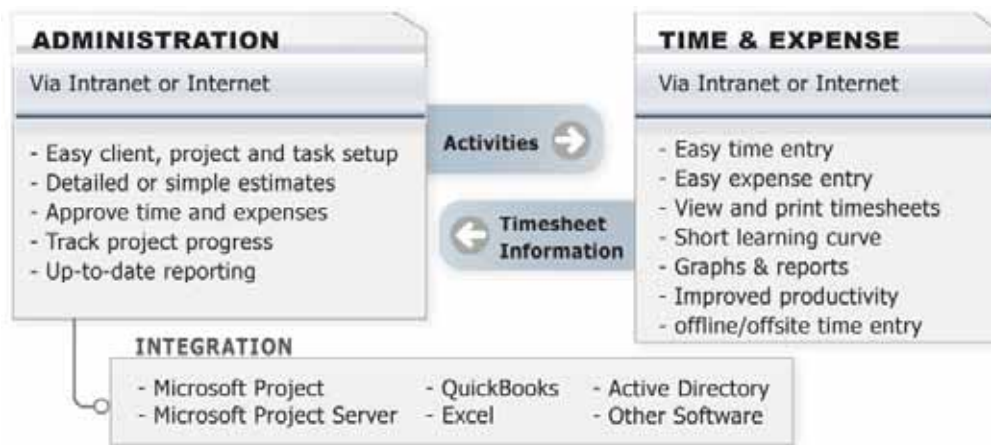 ADMINISTRATION
Via Intranet or Internet
- Easy client, project and task setup
- Detailed or simple estimates
- Approve time and expenses
- Track project progress
- Up-to-date reporting
Activities
Timesheet
Information
TIME & EXPENSE
Via Intranet or Internet
- Easy time entry
- Easy expense entry
- View and print timesheets
- Short learning curve
- Graphs & reports
- Improved productivity
- offline/offsite time entry
INTEGRATION
- Microsoft Project
- Microsoft Project Server
- QuickBooks
- Excel
- Active Directory
- Other Software